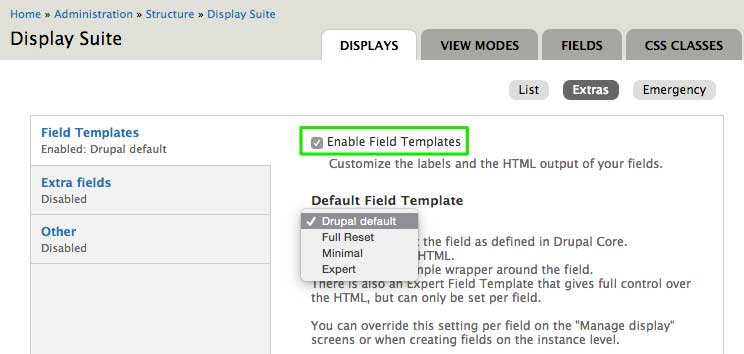 Home » Administration » Structure » Display Suite
Display Suite
DISPLAYS
VIEW MODES
FIELDS
CSS CLASSES
List
Extras
Emergency
Field Templates
Enabled: Drupal default
Extra fields
Disabled
Other
Disabled
Enable Field Templates
Customize the labels and the HTML output of your fields.
Default Field Template
✓ Drupal default
Full Reset
Minimal
Expert
the field as defined in Drupal Core.
HTML.
wrapper around the field.
There is also an Expert Field Template that gives full control over
the HTML, but can only be set per field.
You can override this setting per field on the "Manage display"
screens or when creating fields on the instance level.